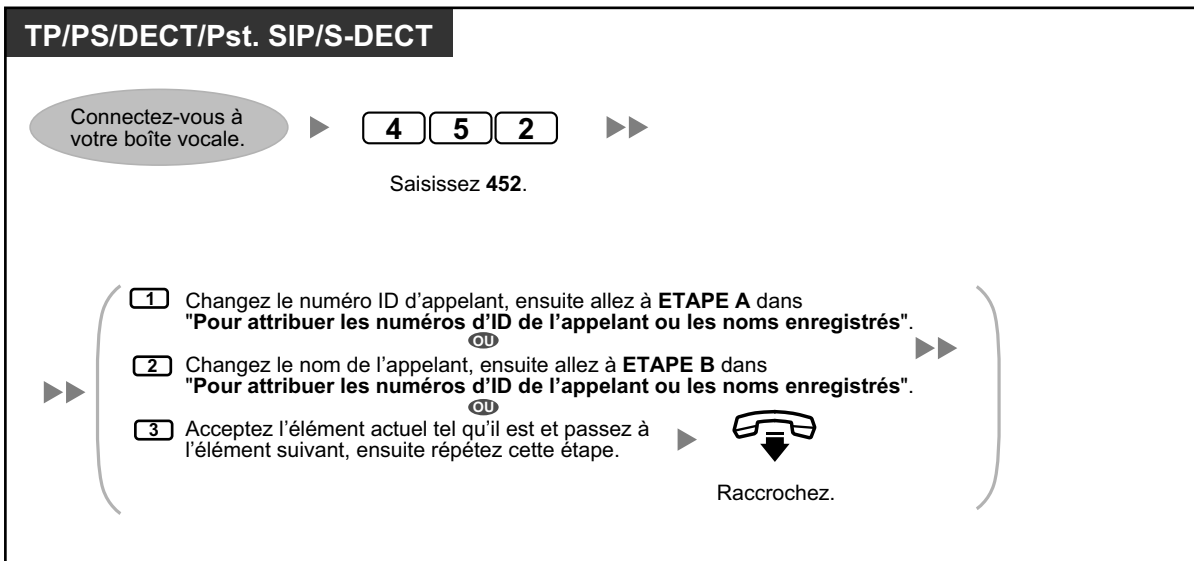 TP/PS/DECT/Pst. SIP/S-DECT
Connectez-vous à
votre boîte vocale.
4 5 2
Saisissez 452.
1 Changez le numéro ID d’appelant, ensuite allez à ETAPE A dans
"Pour attribuer les numéros d’ID de l’appelant ou les noms enregistrés".
OU
2 Changez le nom de l’appelant, ensuite allez à ETAPE B dans
"Pour attribuer les numéros d’ID de l’appelant ou les noms enregistrés".
OU
3 Acceptez l’élément actuel tel qu’il est et passez à
l’élément suivant, ensuite répétez cette étape.
Raccrochez.